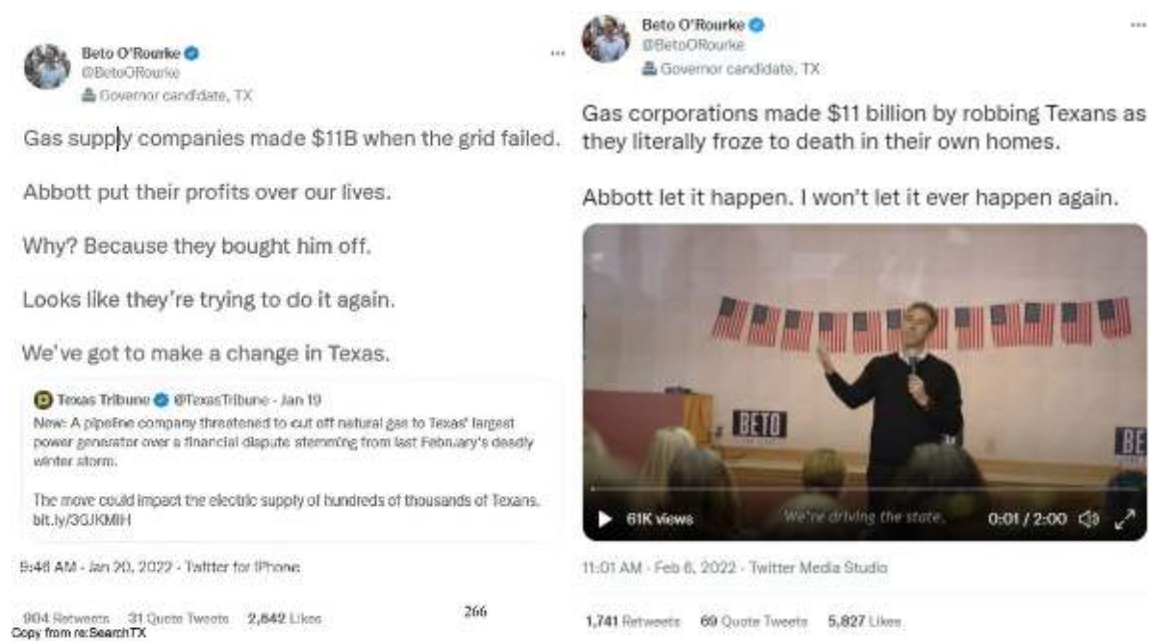 Beto O'Rourke
@BetoORourke
Governor candidate, TX
Gas supply companies made $11B when the grid failed.
Abbott put their profits over our lives.
Why? Because they bought him off.
Looks like they're trying to do it again.
We've got to make a change in Texas.
Texas Tribune @TexasTribune · Jan 19
New: A pipeline company threatened to cut off natural gas to Texas' largest
power generator over a financial dispute stemming from last February's deadly
winter storm.
The move could impact the electric supply of hundreds of thousands of Texans.
bit.ly/3GJKMIH
9:46 AM · Jan 20, 2022 · Twitter for iPhone
904 Retweets 31 Quote Tweets 2,842 Likes
Copy from re:SearchTX
266
Beto O'Rourke
@BetoORourke
Governor candidate, TX
Gas corporations made $11 billion by robbing Texans as
they literally froze to death in their own homes.
Abbott let it happen. I won't let it ever happen again.
BETO
BE
We're driving the state.
61K views
0:01 / 2:00
11:01 AM · Feb 6, 2022 · Twitter Media Studio
1,741 Retweets 69 Quote Tweets 5,827 Likes